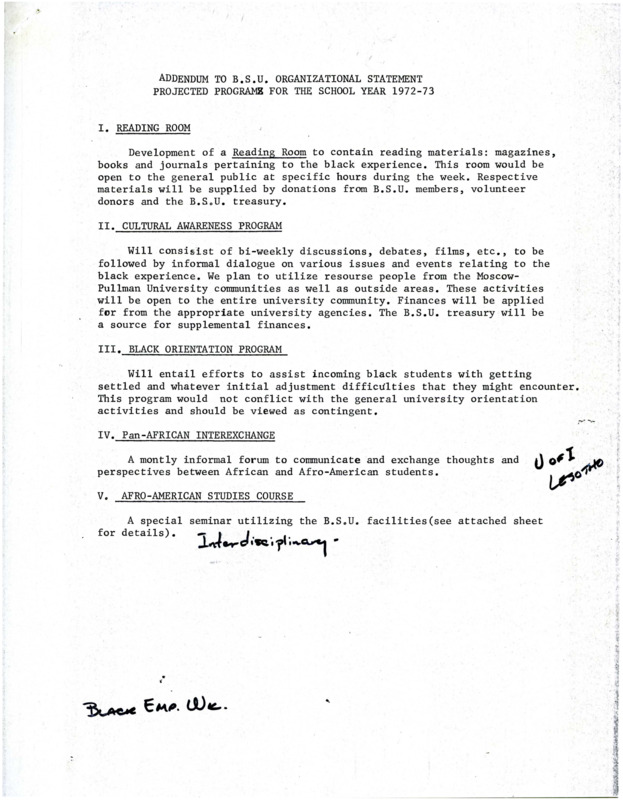 ADDENDUM TO B.S.U. ORGANIZATIONAL STATEMENT
PROJECTED PROGRAMS FOR THE SCHOOL YEAR 1972-73
I. READING ROOM
Development of a Reading Room to contain reading materials: magazines,
books and journals pertaining to the black experience. This room would be
open to the general public at specific hours during the week. Respective
materials will be supplied by donations from B.S.U. members, volunteer
donors and the B.S.U. treasury.
II. CULTURAL AWARENESS PROGRAM
Will consist of bi-weekly discussions, debates, films, etc., to be
followed by informal dialogue on various issues and events relating to the
black experience. We plan to utilize resourse people from the Moscow-
Pullman University communities as well as outside areas. These activities
will be open to the entire university community. Finances will be applied
for from the appropriate university agencies. The B.S.U. treasury will be
a source for supplemental finances.
III. BLACK ORIENTATION PROGRAM
Will entail efforts to assist incoming black students with getting
settled and whatever initial adjustment difficulties that they might encounter.
This program would not conflict with the general university orientation
activities and should be viewed as contingent.
IV. Pan-AFRICAN INTEREXCHANGE
A montly informal forum to communicate and exchange thoughts and
perspectives between African and Afro-American students.
U of I
LESOTHO
V. AFRO-AMERICAN STUDIES COURSE
A special seminar utilizing the B.S.U. facilities(see attached sheet
for details).
Interdisciplinary -
BLACK EMP. WK.